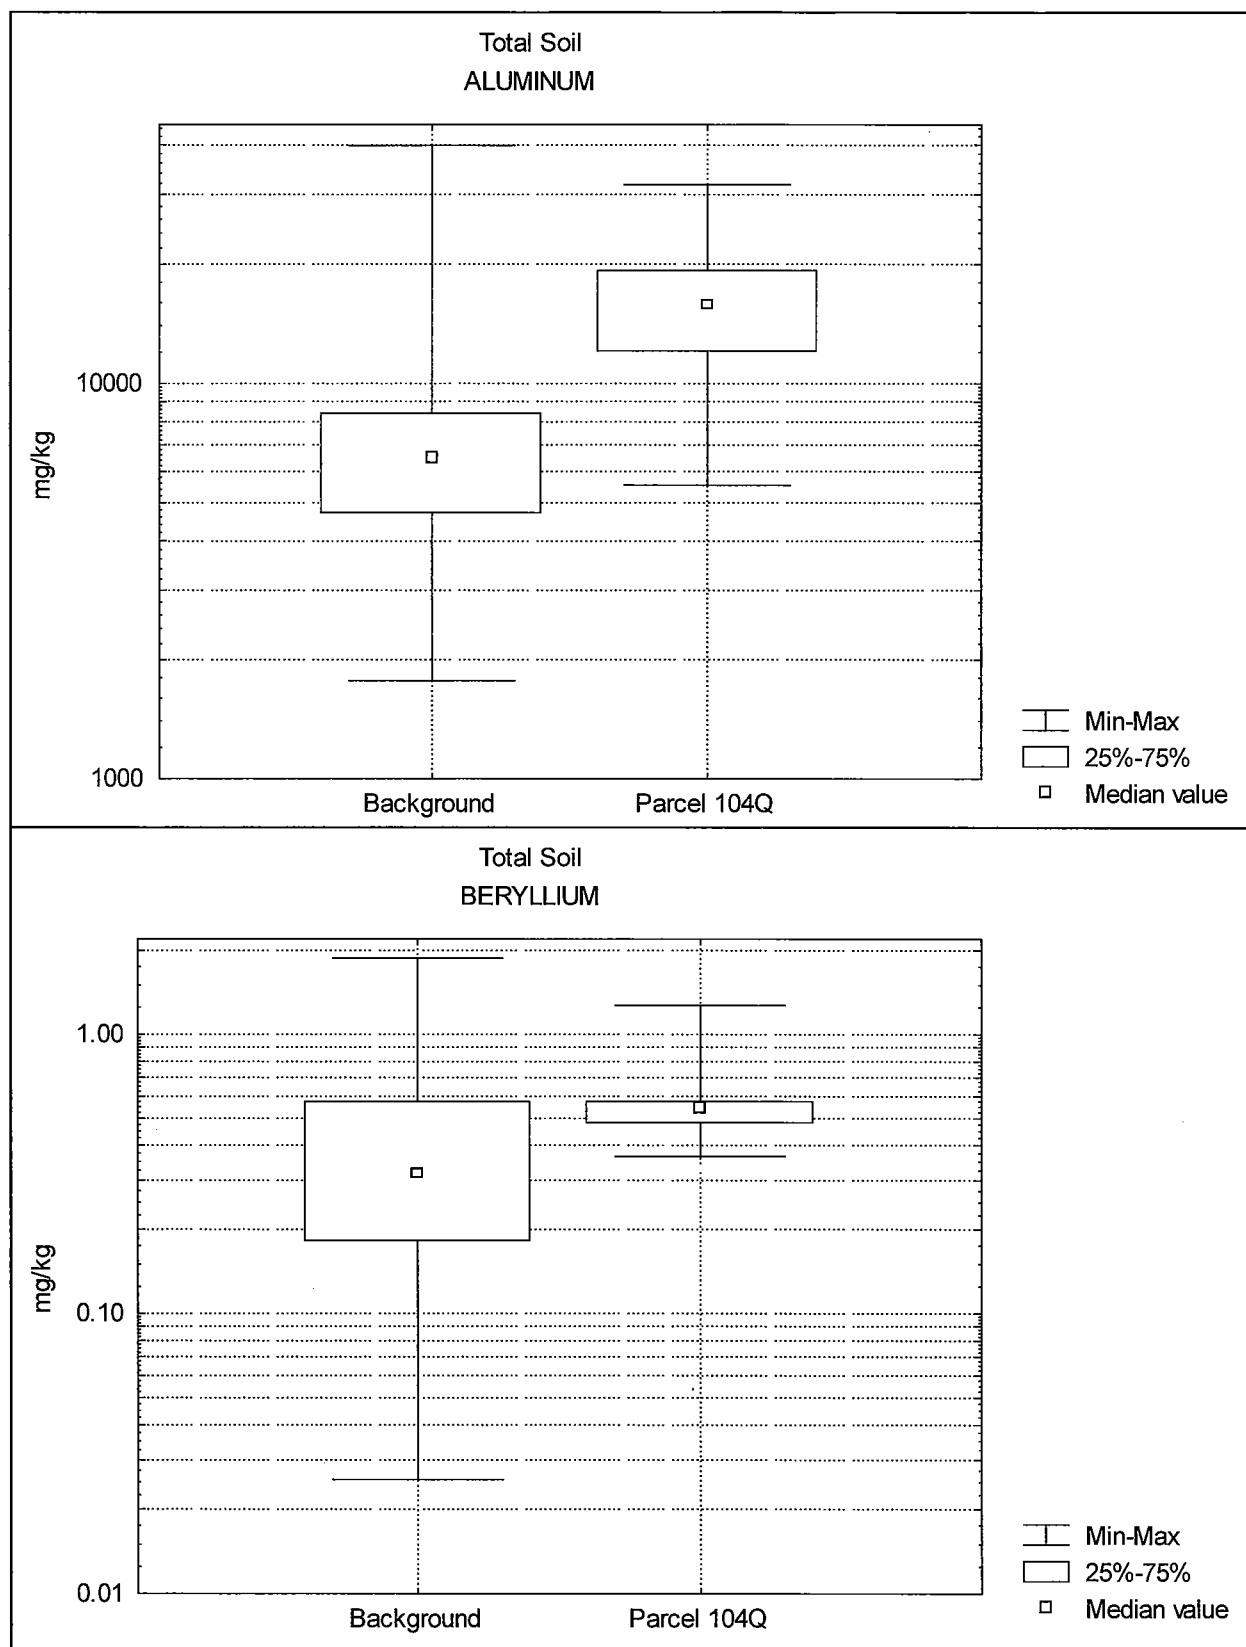 Total Soil
ALUMINUM
10000
mg/kg
1000
Background
Parcel 104Q
Min-Max
25%-75%
Median value
Total Soil
BERYLLIUM
1.00
mg/kg
0.10
0.01
Background
Parcel 104Q
Min-Max
25%-75%
Median value